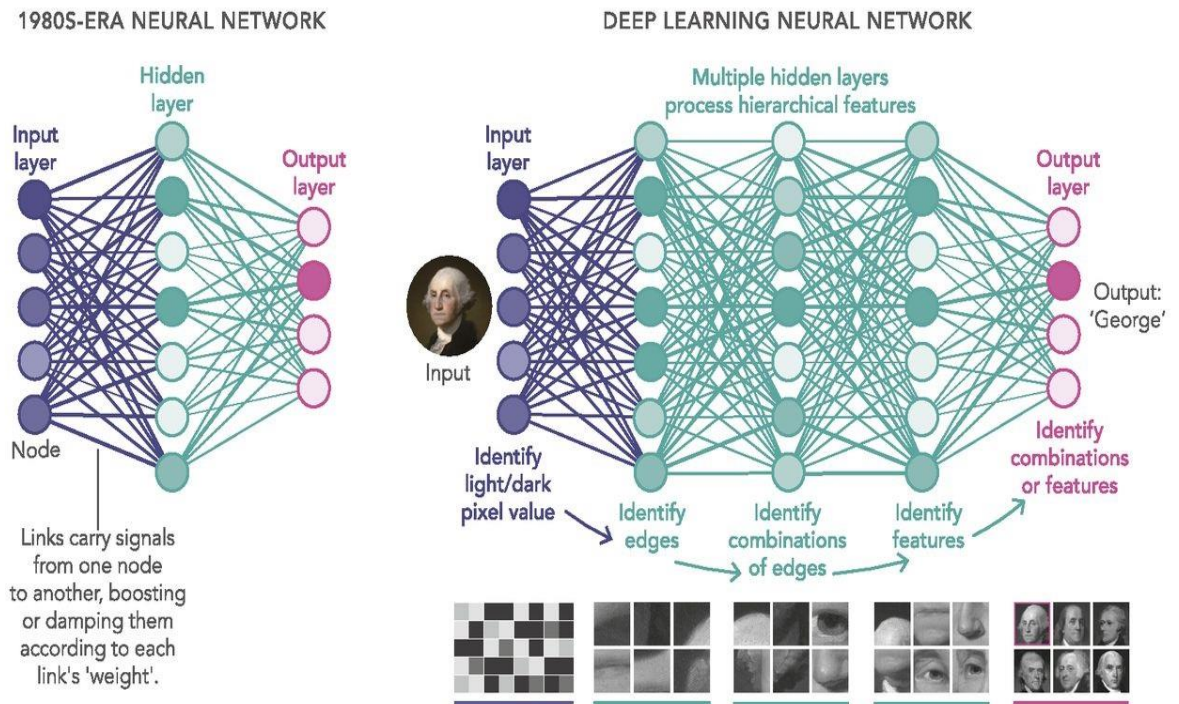 1980S-ERA NEURAL NETWORK
Hidden
layer
Input
layer
Output
layer
Node
Links carry signals
from one node
to another, boosting
or damping them
according to each
link's 'weight'.
DEEP LEARNING NEURAL NETWORK
Multiple hidden layers
process hierarchical features
Input
layer
Output
layer
Input
Output:
'George'
Identify
light/dark
pixel value
Identify
edges
Identify
combinations
of edges
Identify
features
Identify
combinations
or features